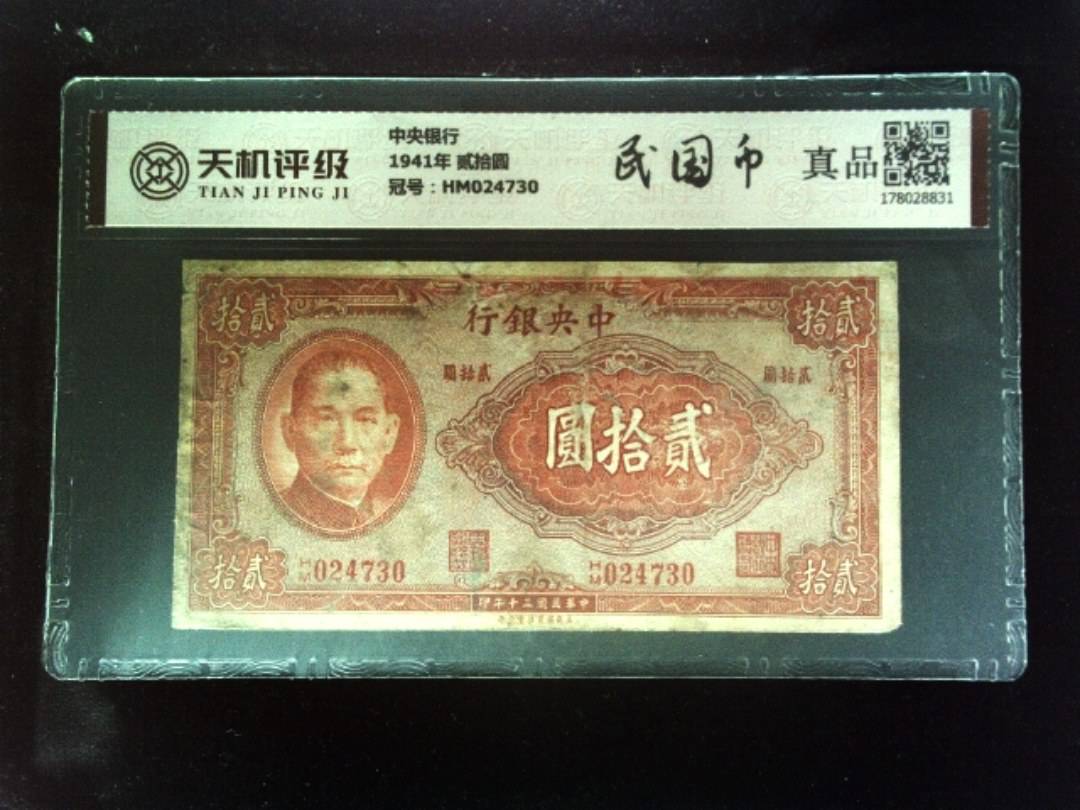 天机评级
TIAN JI PING JI
中央银行
1941年 贰拾圆
冠号：HM024730
民国币
真品
178028831
拾貳
行銀央中
拾貳
圓拾貳
圓拾貳
圓拾貳
拾貳
HM024730
HM024730
拾貳
印年十三國民華中